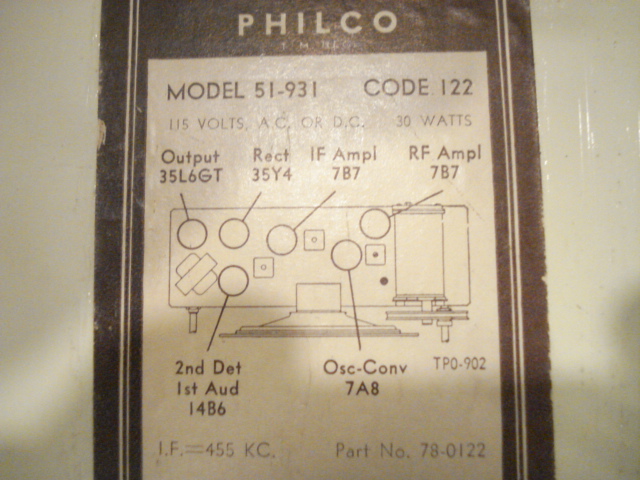 PHILCO
MODEL 51-931 CODE 122
115 VOLTS, A.C. OR D.C. 30 WATTS
Output Rect IF Ampl RF Ampl
35L6GT 35Y4 7B7 7B7
2nd Det Osc-Conv TPO-902
1st Aud 7A8
14B6
I.F.=455 KC. Part No. 78-0122